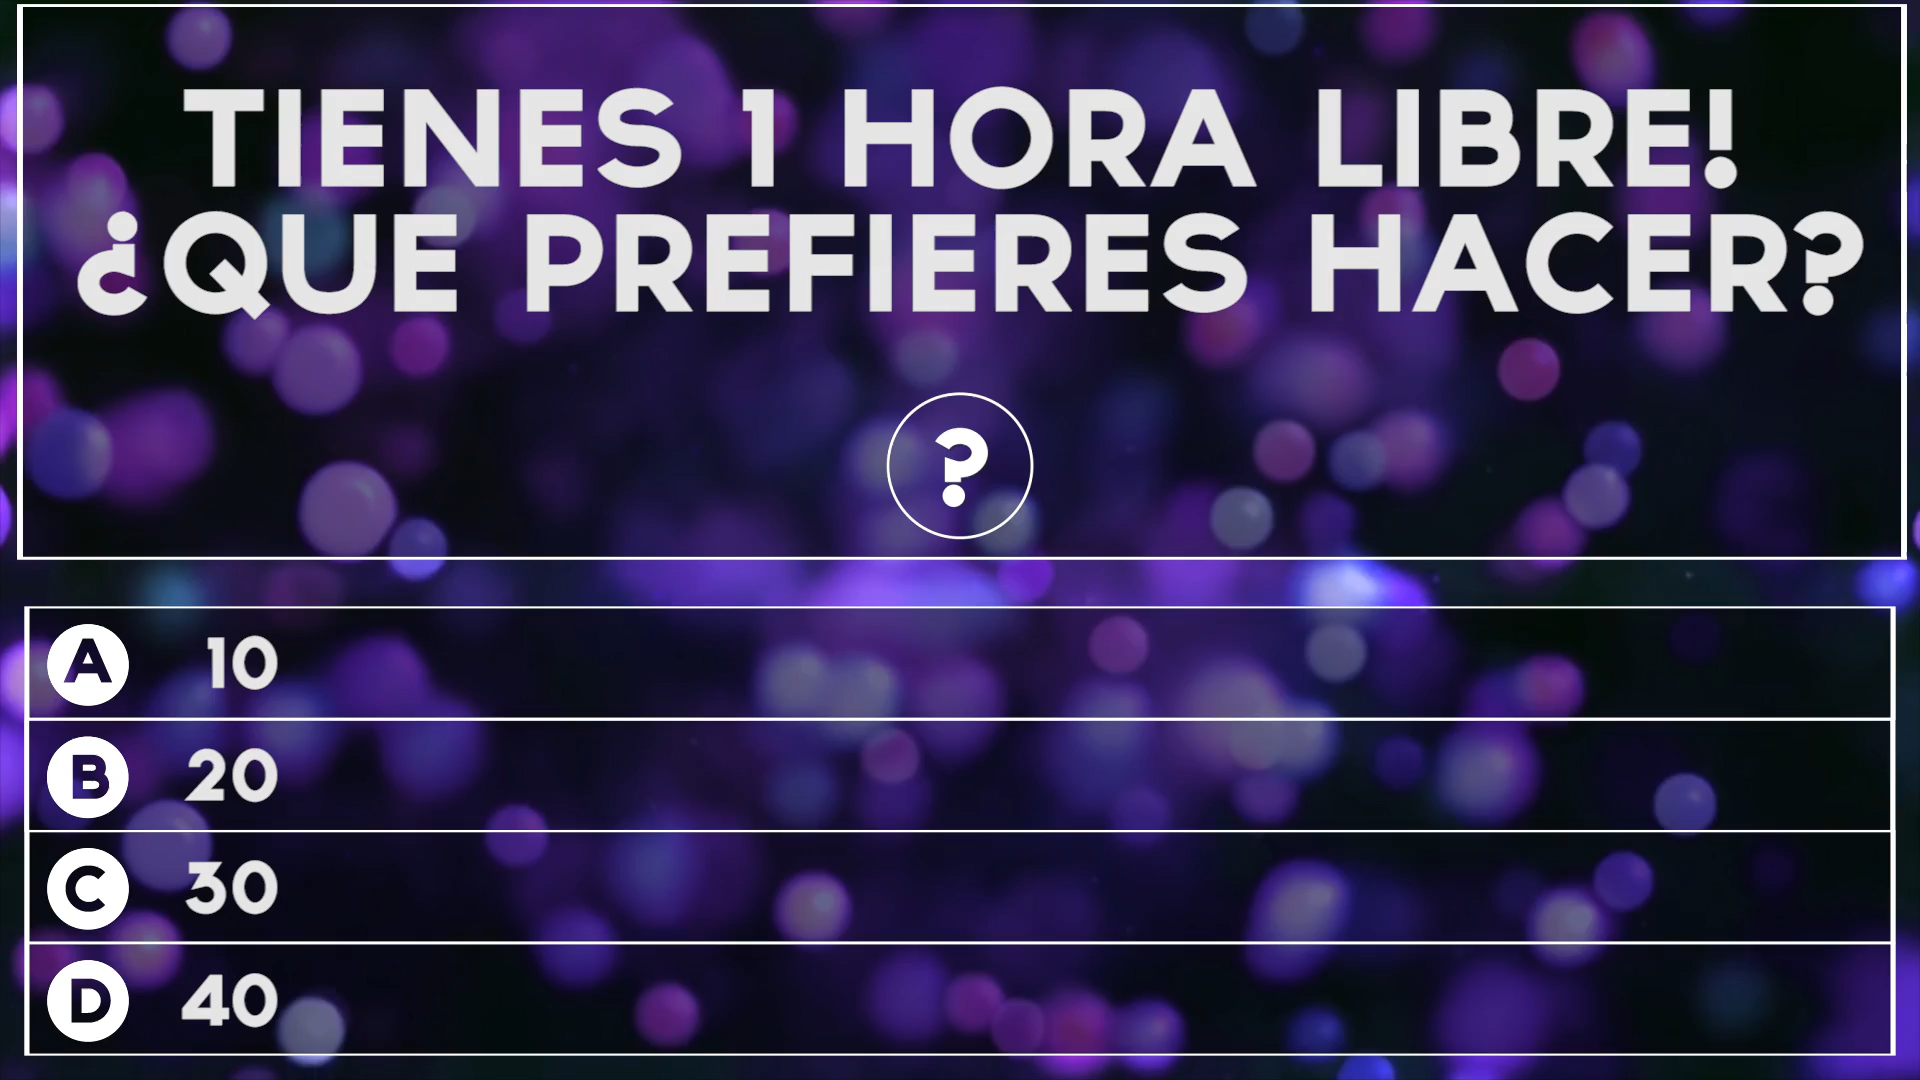 TIENES 1 HORA LIBRE!
¿QUE PREFIERES HACER?
?
A 10
B 20
C 30
D 40